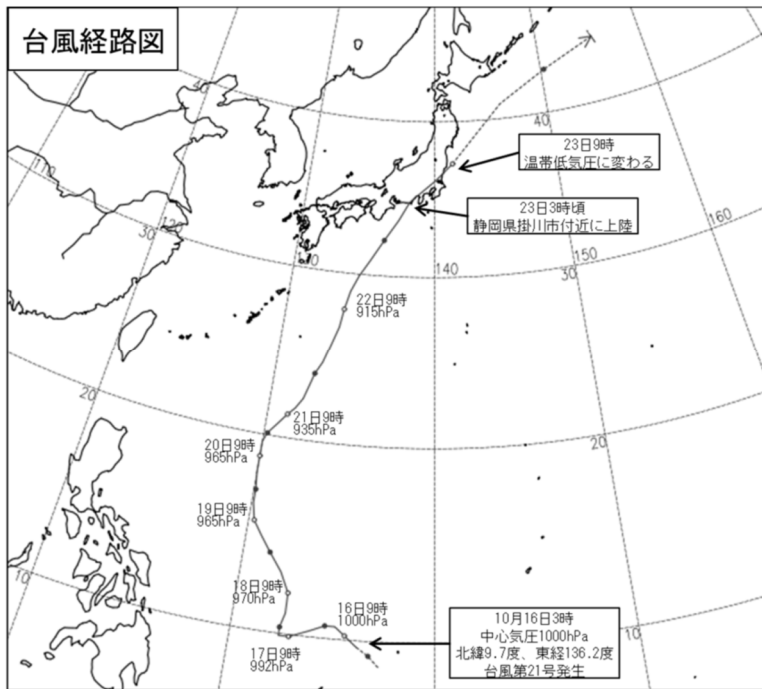 台風経路図
40
110
30
120
130
140
40
150
30
160
20
20
10
10
23日9時
温帯低気圧に変わる
23日3時頃
静岡県掛川市付近に上陸
22日9時
915hPa
21日9時
935hPa
20日9時
965hPa
19日9時
965hPa
18日9時
970hPa
16日9時
1000hPa
17日9時
992hPa
10月16日3時
中心気圧1000hPa
北緯9.7度、東経136.2度
台風第21号発生